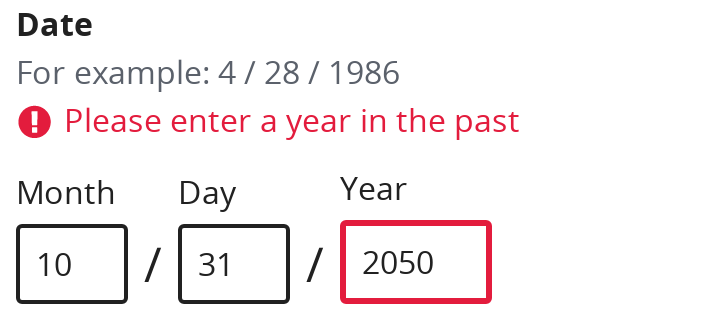 Date
For example: 4 / 28 / 1986
Please enter a year in the past
Month Day Year
10 / 31 / 2050